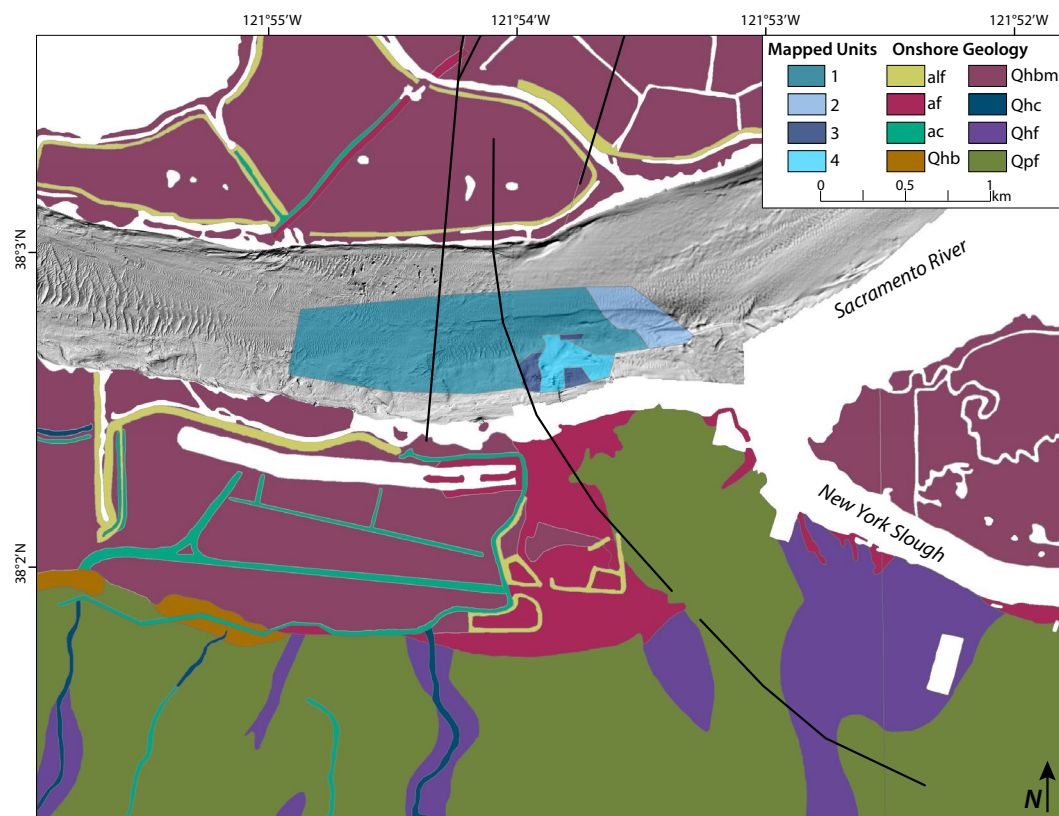 121°55'W 121°54'W 121°53'W 121°52'W
Mapped Units Onshore Geology
1 alf Qhbm
2 af Qhc
3 ac Qhf
4 Qhb Qpf
0 0.5 1
km
38°3'N
Sacramento River
New York Slough
38°2'N
N